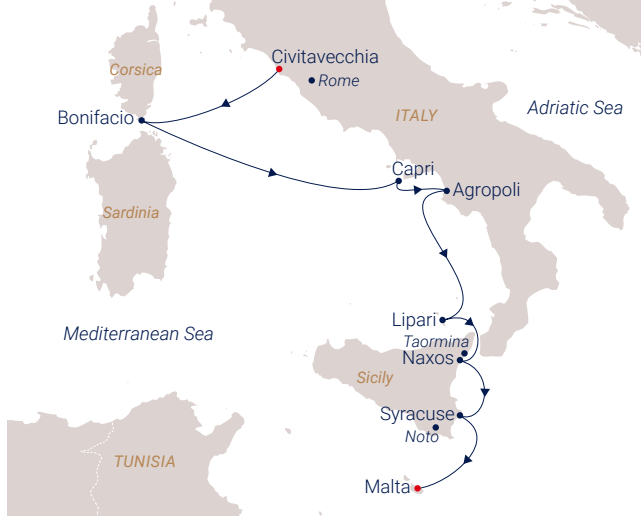 Civitavecchia
Corsica
Rome
Adriatic Sea
ITALY
Bonifacio
Capri
Agropoli
Sardinia
Lipari
Mediterranean Sea
Taormina
Naxos
Sicily
Syracuse
Noto
TUNISIA
Malta